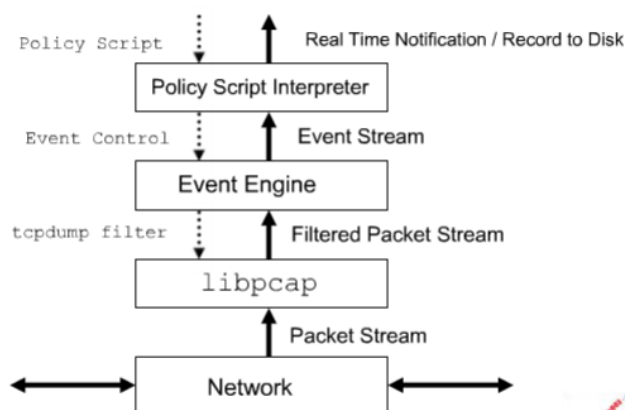 Policy Script
Real Time Notification / Record to Disk
Policy Script Interpreter
Event Control
Event Stream
Event Engine
tcpdump filter
Filtered Packet Stream
libpcap
Packet Stream
Network